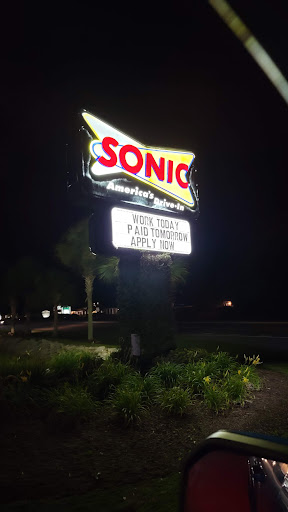 SONIC
America's Drive-In
WORK TODAY
PAID TOMORROW
APPLY NOW